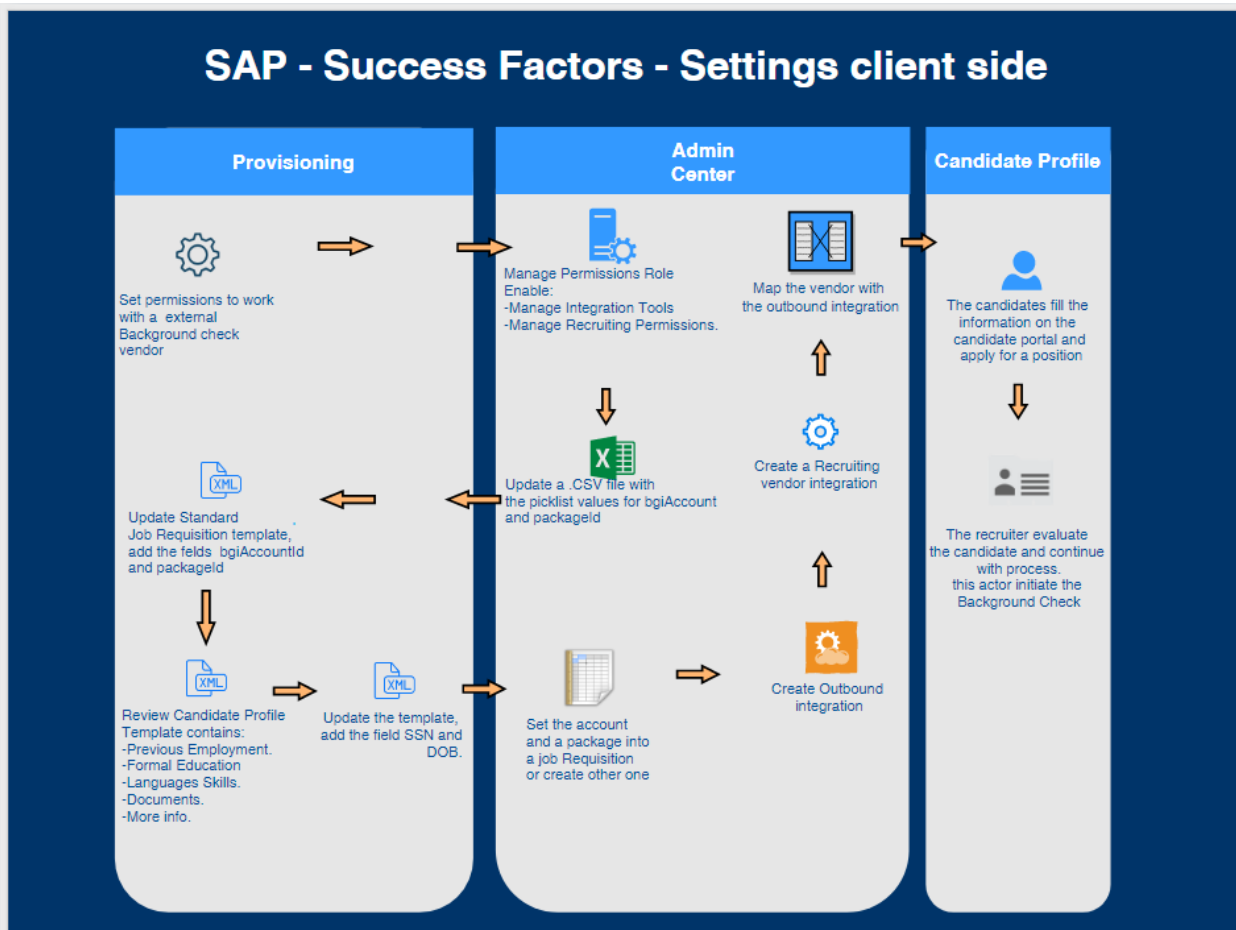 SAP - Success Factors - Settings client side
Provisioning
Set permissions to work
with a external
Background check
vendor
XML
Update Standard
Job Requisition template,
add the felds bgiAccountId
and packageId
XML
Review Candidate Profile
Template contains:
-Previous Employment.
-Formal Education
-Languages Skills.
-Documents.
-More info.
XML
Update the template,
add the field SSN and
DOB.
Admin
Center
Manage Permissions Role
Enable:
-Manage Integration Tools
-Manage Recruiting Permissions.
X
Update a .CSV file with
the picklist values for bgiAccount
and packageId
Set the account
and a package into
a job Requisition
or create other one
Create Outbound
integration
Create a Recruiting
vendor integration
Map the vendor with
the outbound integration
Candidate Profile
The candidates fill the
information on the
candidate portal and
apply for a position
The recruiter evaluate
the candidate and continue
with process.
this actor initiate the
Background Check